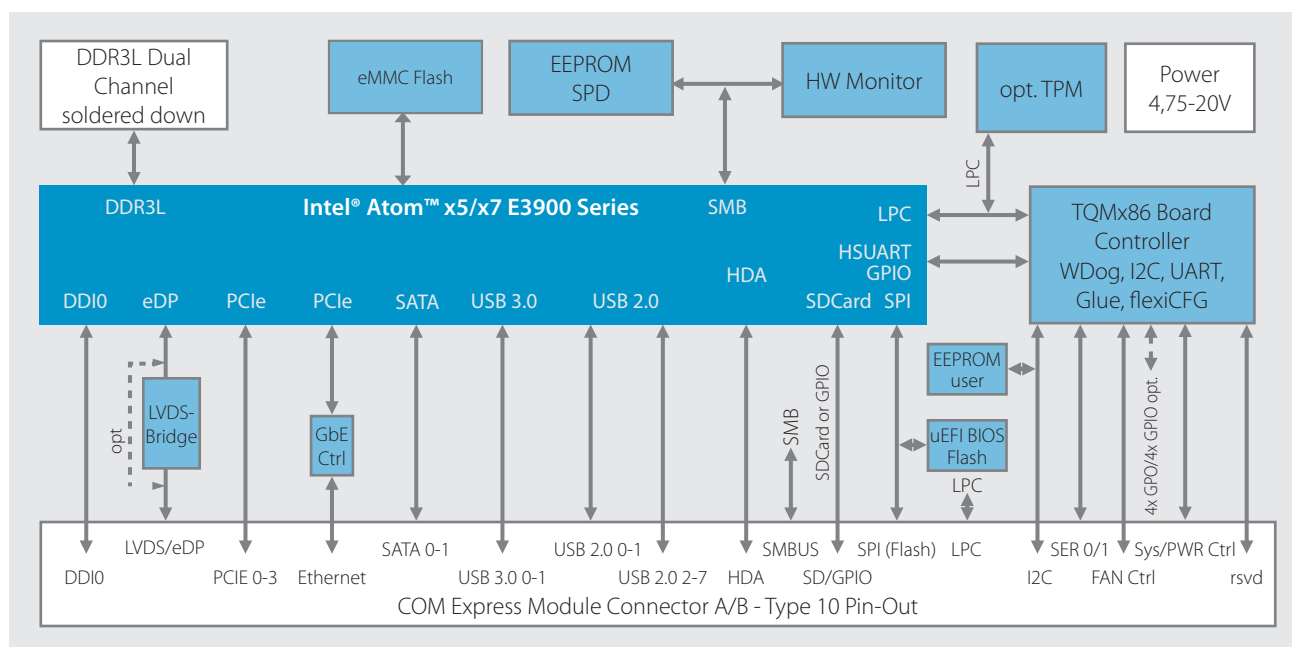 DDR3L Dual
Channel
soldered down
eMMC Flash
EEPROM
SPD
HW Monitor
opt. TPM
Power
4,75-20V
LPC
DDR3L
Intel® Atom™ x5/x7 E3900 Series
SMB
LPC
HSUART
GPIO
HDA
DDI0
eDP
PCIe
PCIe
SATA
USB 3.0
USB 2.0
SDCard
SPI
TQMx86 Board
Controller
WDog, I2C, UART,
Glue, flexiCFG
opt
LVDS-
Bridge
GbE
Ctrl
SMB
SDCard or GPIO
EEPROM
user
uEFI BIOS
Flash
LPC
4x GPO/4x GPIO opt.
LVDS/eDP
SATA 0-1
USB 2.0 0-1
SMBUS
SPI (Flash)
LPC
SER 0/1
Sys/PWR Ctrl
DDI0
PCIE 0-3
Ethernet
USB 3.0 0-1
USB 2.0 2-7
HDA
SD/GPIO
I2C
FAN Ctrl
rsvd
COM Express Module Connector A/B - Type 10 Pin-Out